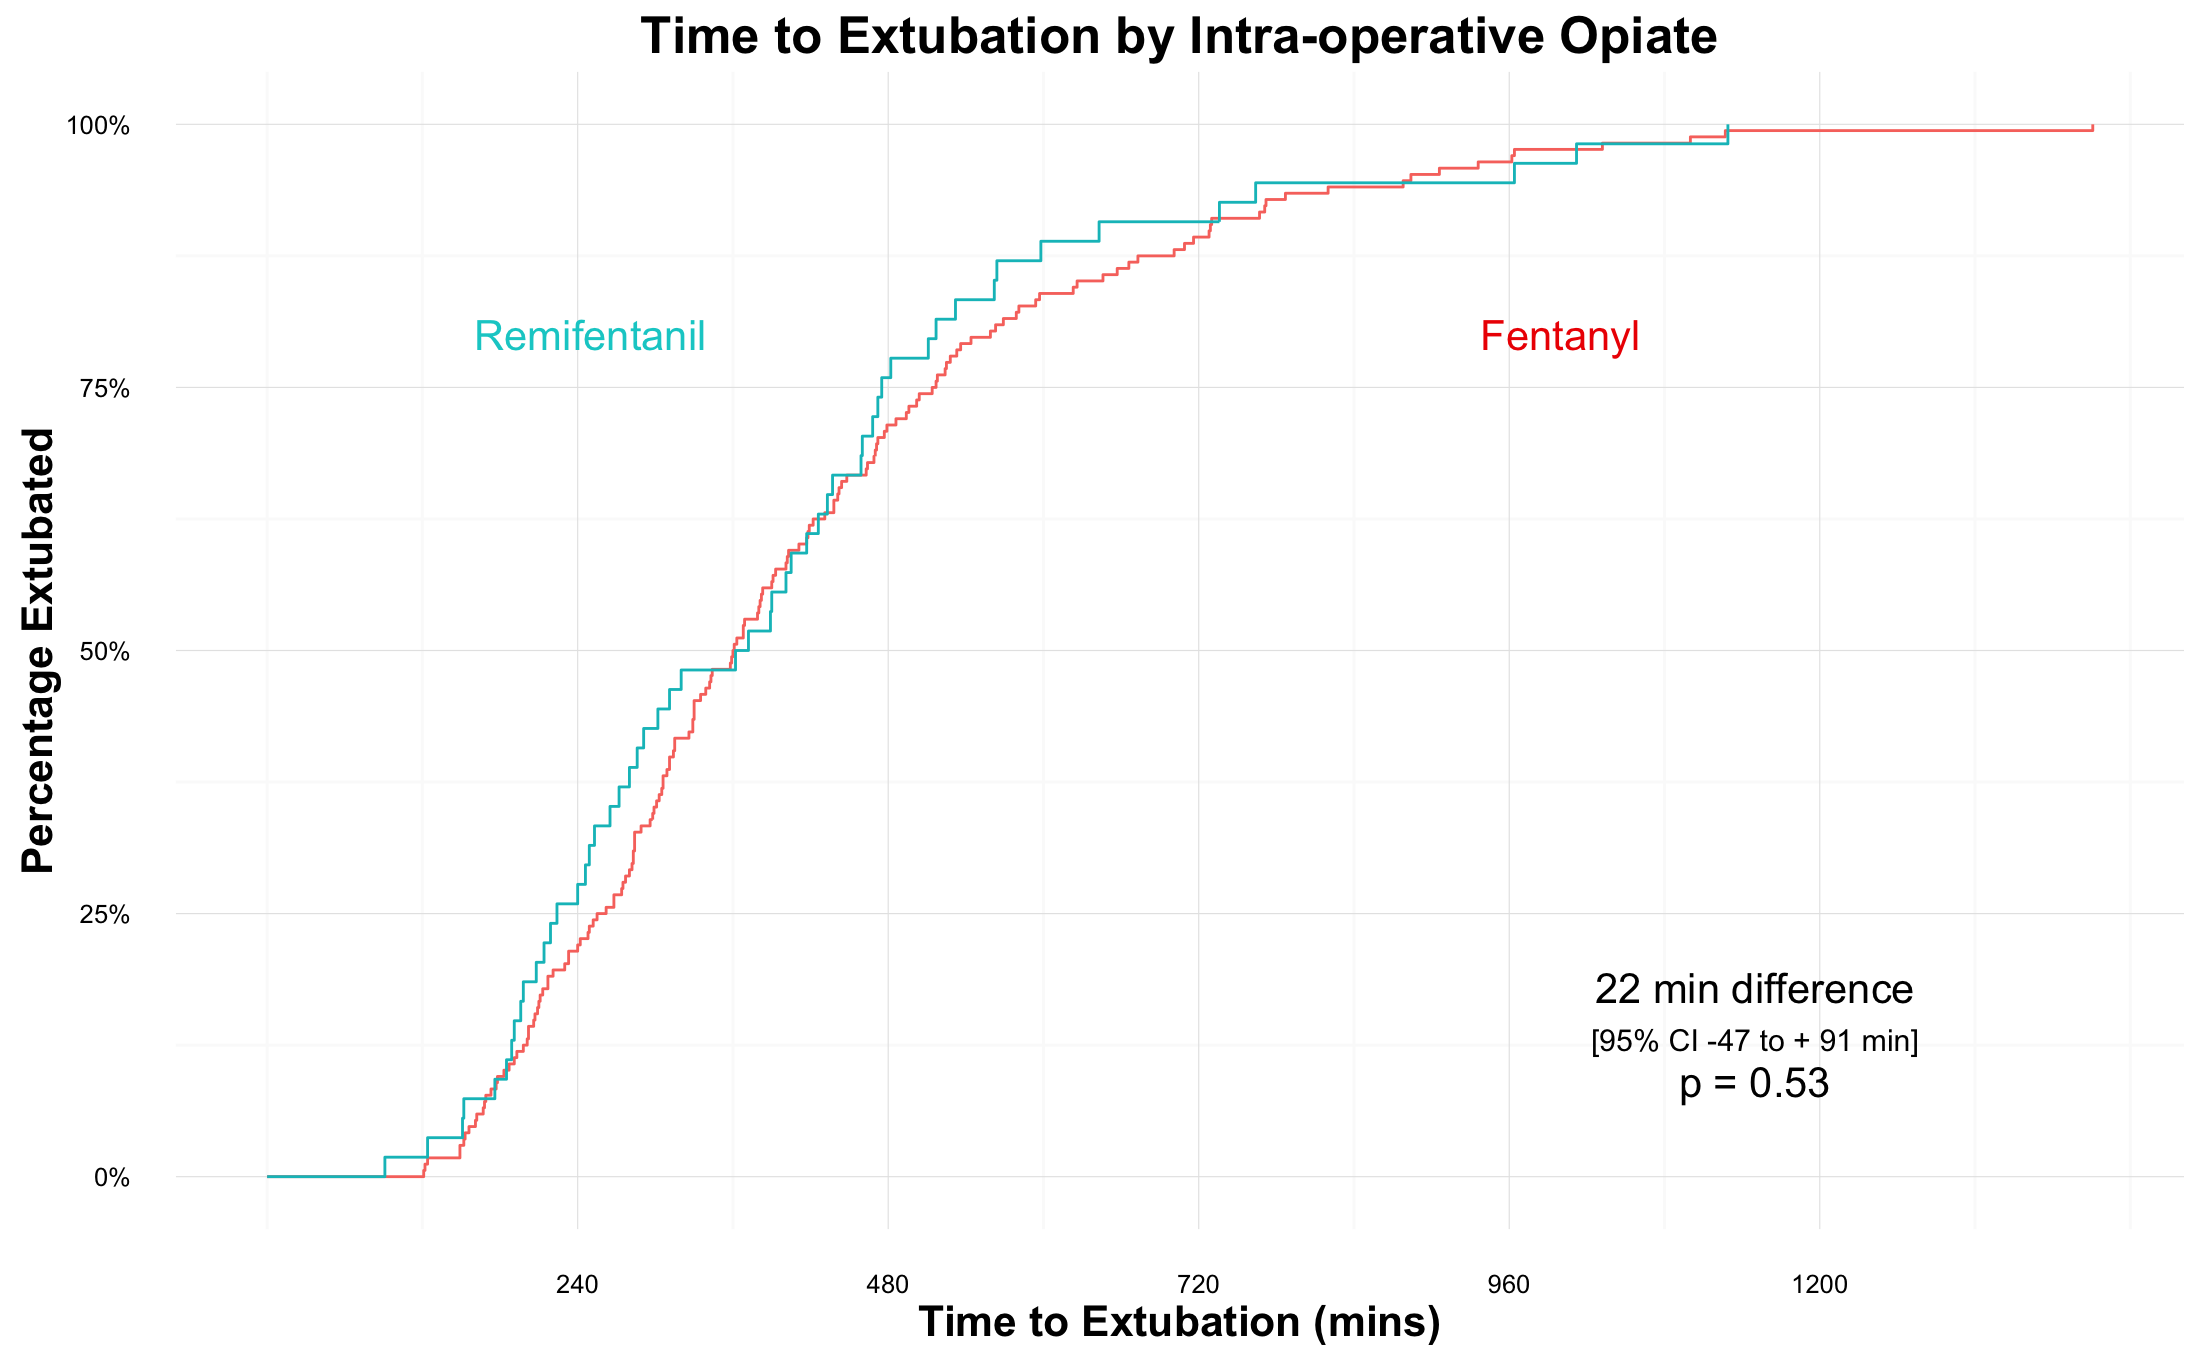 Time to Extubation by Intra-operative Opiate
100%
75%
50%
25%
0%
Percentage Extubated
Remifentanil
Fentanyl
22 min difference
[95% CI -47 to + 91 min]
p = 0.53
240
480
720
960
1200
Time to Extubation (mins)